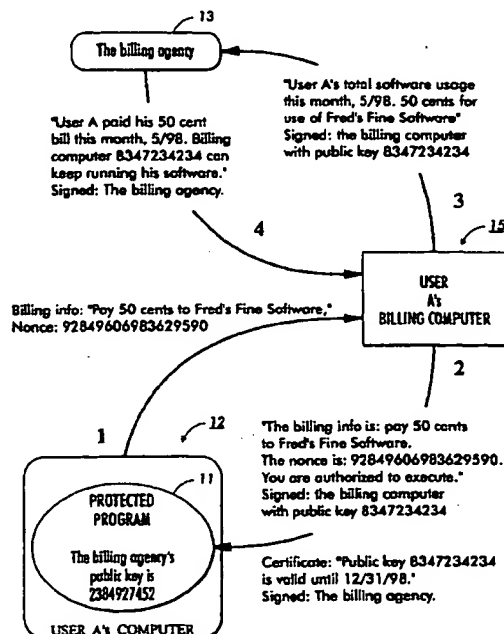 13
The billing agency
"User A's total software usage
this month, 5/98. 50 cents for
use of Fred's Fine Software"
Signed: the billing computer
with public key 8347234234
"User A paid his 50 cent
bill this month, 5/98. Billing
computer 8347234234 can
keep running his software."
Signed: The billing agency.
3
4
15
USER
A's
BILLING COMPUTER
Billing info: "Pay 50 cents to Fred's Fine Software,"
Nonce: 92849606983629590
2
1
12
"The billing info is: pay 50 cents
to Fred's Fine Software.
The nonce is: 92849606983629590.
You are authorized to execute."
Signed: the billing computer
with public key 8347234234
11
PROTECTED
PROGRAM
The billing agency's
public key is
2384927452
Certificate: "Public key 8347234234
is valid until 12/31/98."
Signed: The billing agency.
USER A's COMPUTER